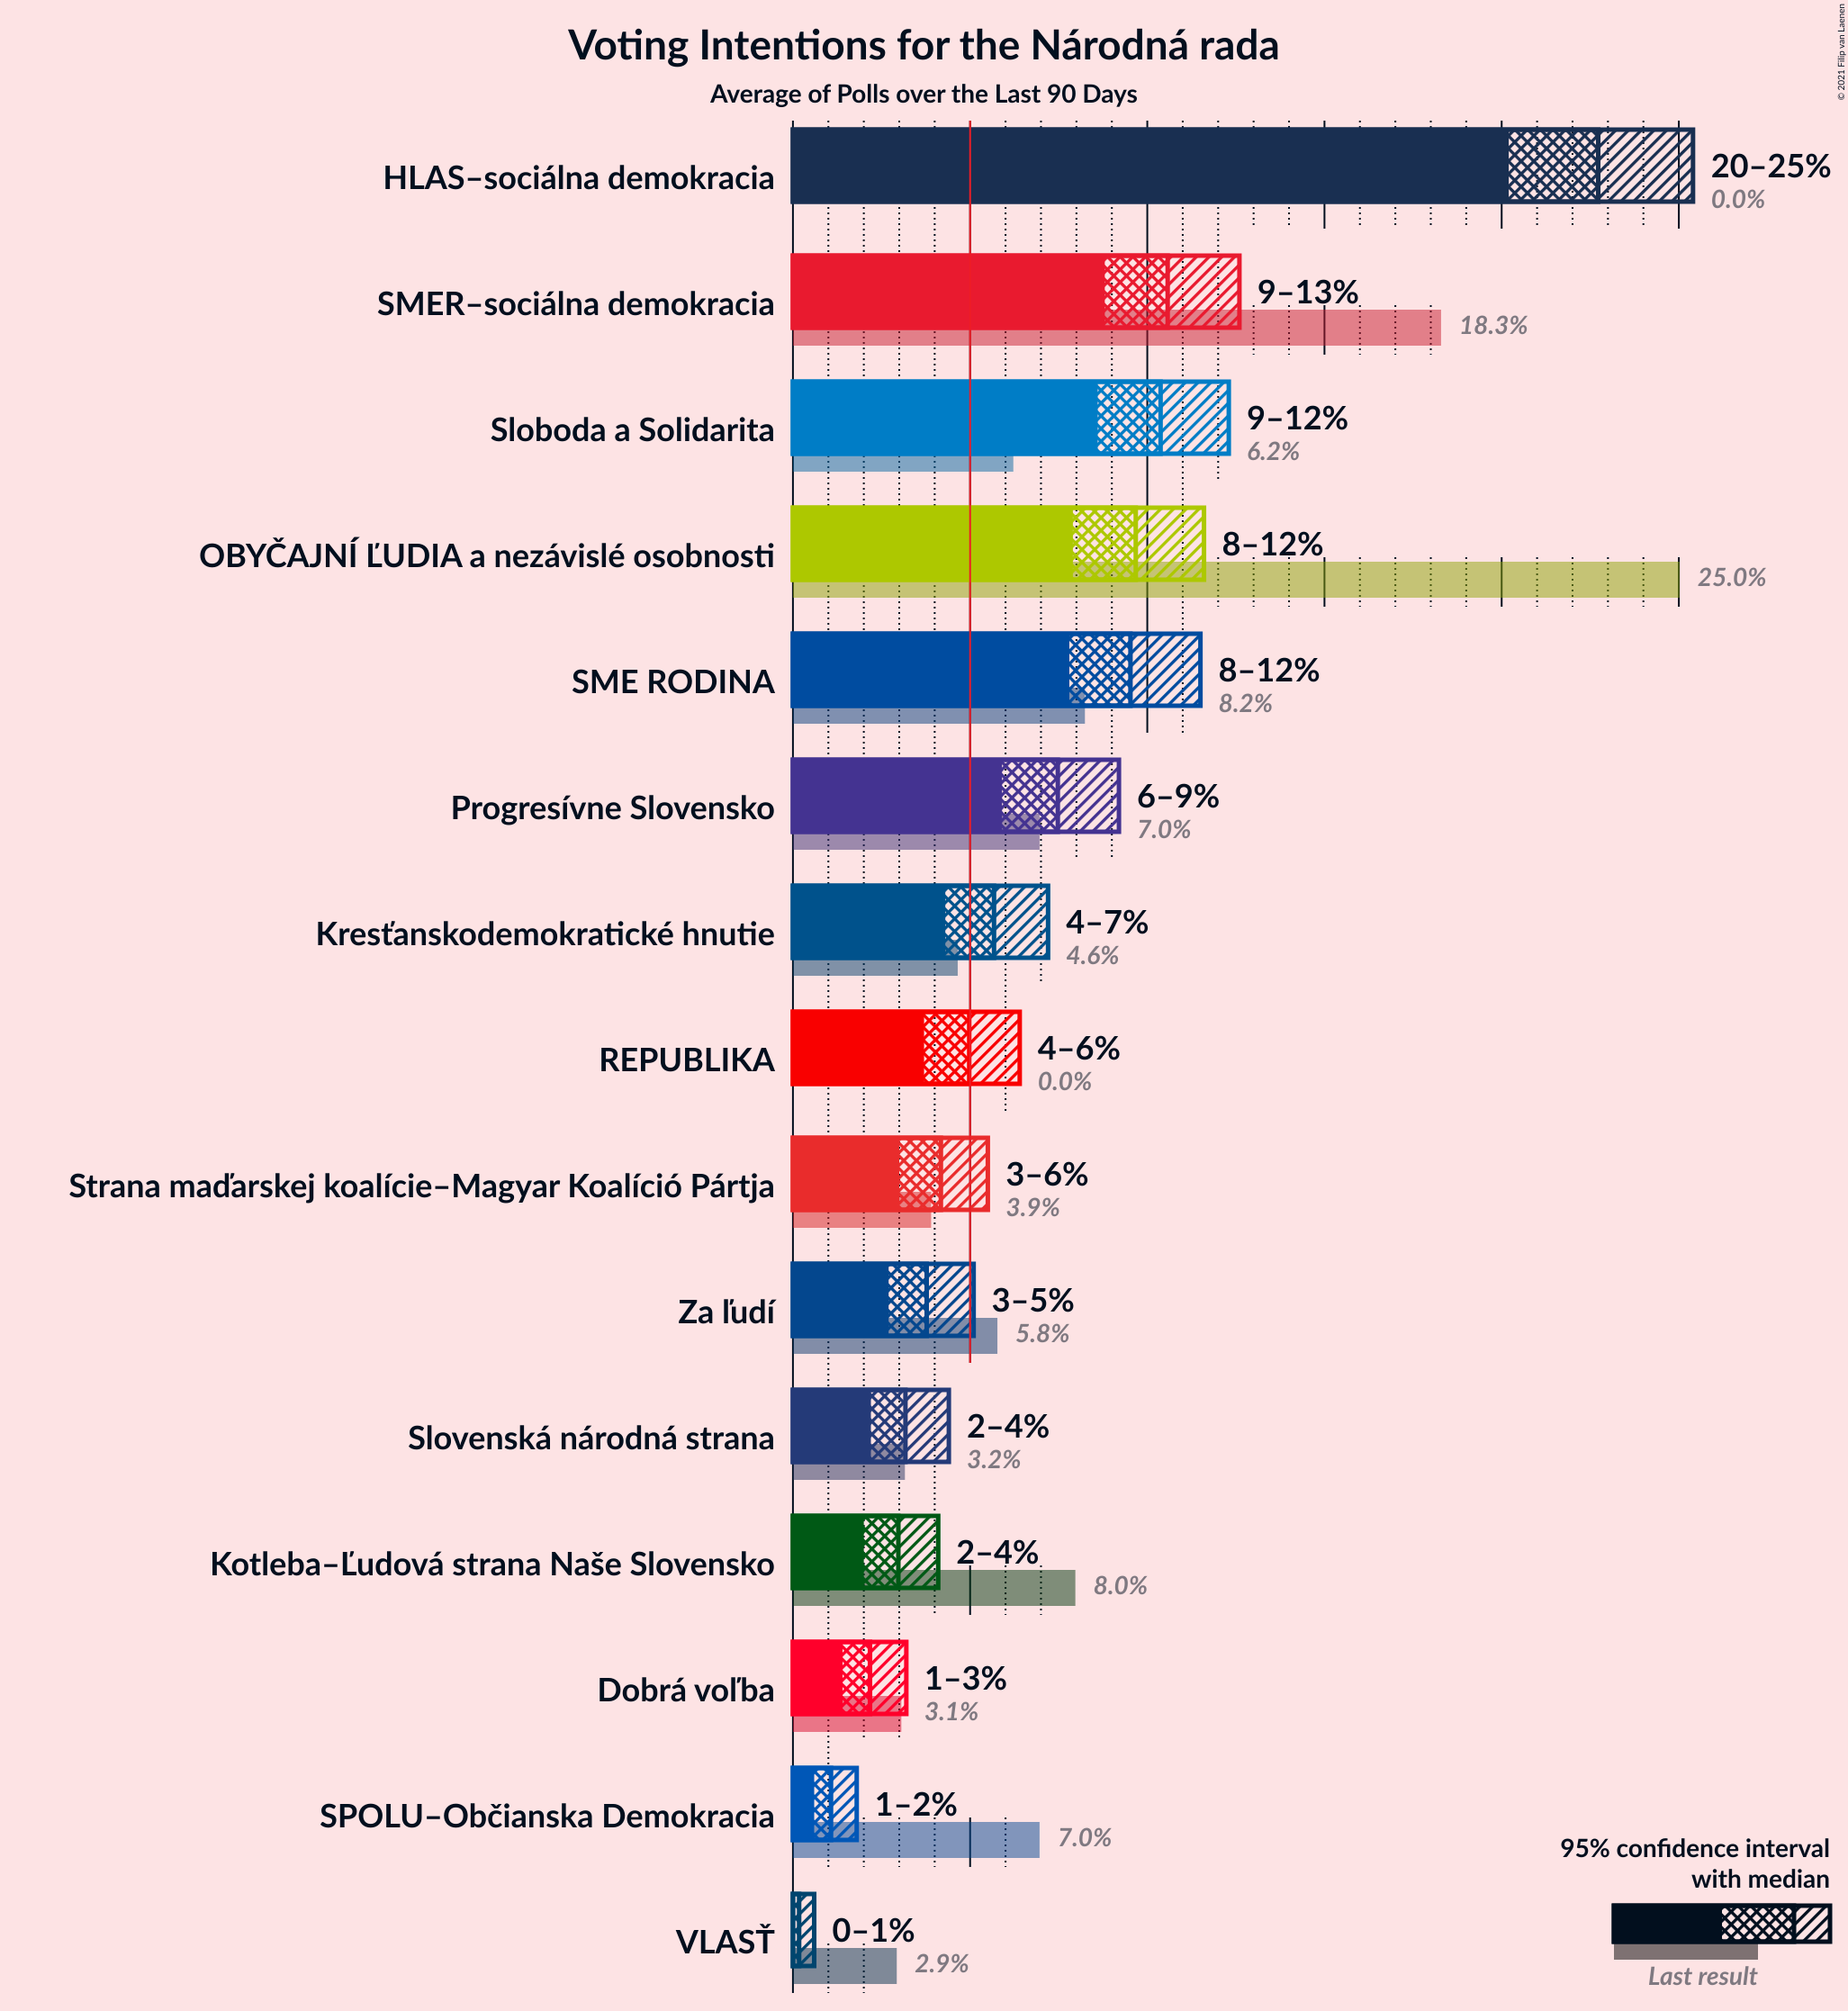 Voting Intentions for the Národná rada
Average of Polls over the Last 90 Days
© 2021 Filip van Laenen
HLAS–sociálna demokracia
20–25%
0.0%
SMER–sociálna demokracia
9–13%
18.3%
Sloboda a Solidarita
9–12%
6.2%
OBYČAJNÍ ĽUDIA a nezávislé osobnosti
8–12%
25.0%
SME RODINA
8–12%
8.2%
Progresívne Slovensko
6–9%
7.0%
Kresťanskodemokratické hnutie
4–7%
4.6%
REPUBLIKA
4–6%
0.0%
Strana maďarskej koalície–Magyar Koalíció Pártja
3–6%
3.9%
Za ľudí
3–5%
5.8%
Slovenská národná strana
2–4%
3.2%
Kotleba–Ľudová strana Naše Slovensko
2–4%
8.0%
Dobrá voľba
1–3%
3.1%
SPOLU–Občianska Demokracia
1–2%
7.0%
VLASŤ
0–1%
2.9%
95% confidence interval
with median
Last result